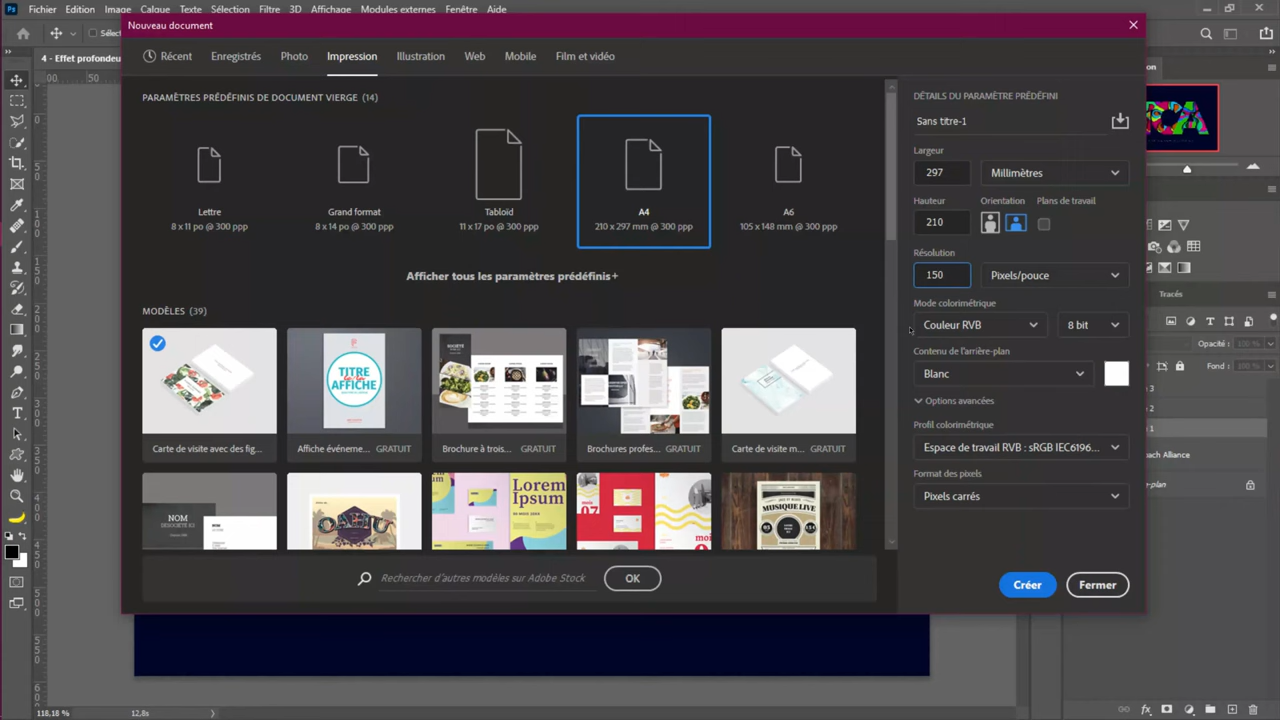 Fichier Edition Image Calque Texte Sélection Filtre 3D Affichage Modules externes Fenêtre Aide
Nouveau document
4 - Effet profondeu
Récent Enregistrés Photo Impression Illustration Web Mobile Film et vidéo
PARAMÈTRES PRÉDÉFINIS DE DOCUMENT VIERGE (14)
Lettre
8 x 11 po @ 300 ppp
Grand format
8 x 14 po @ 300 ppp
Tabloïd
11 x 17 po @ 300 ppp
A4
210 x 297 mm @ 300 ppp
A6
105 x 148 mm @ 300 ppp
Afficher tous les paramètres prédéfinis+
MODÈLES (39)
TITRE
AFFICHE
Carte de visite avec des fig...
Affiche événeme... GRATUIT
Brochure à trois... GRATUIT
Brochures profes... GRATUIT
Carte de visite m... GRATUIT
NOM
Lorem
Ipsum
MUSIQUE LIVE
Rechercher d'autres modèles sur Adobe Stock
OK
DÉTAILS DU PARAMÈTRE PRÉDÉFINI
Sans titre-1
Largeur
297 Millimètres
Hauteur Orientation Plans de travail
210
Résolution
150 Pixels/pouce
Mode colorimétrique
Couleur RVB 8 bit
Contenu de l'arrière-plan
Blanc
Options avancées
Profil colorimétrique
Espace de travail RVB : sRGB IEC6196...
Format des pixels
Pixels carrés
Créer Fermer
Tracés
Opacité : 100 %
Fond : 100 %
3
2
1
ach Alliance
e-plan
118,18 % 12,8s